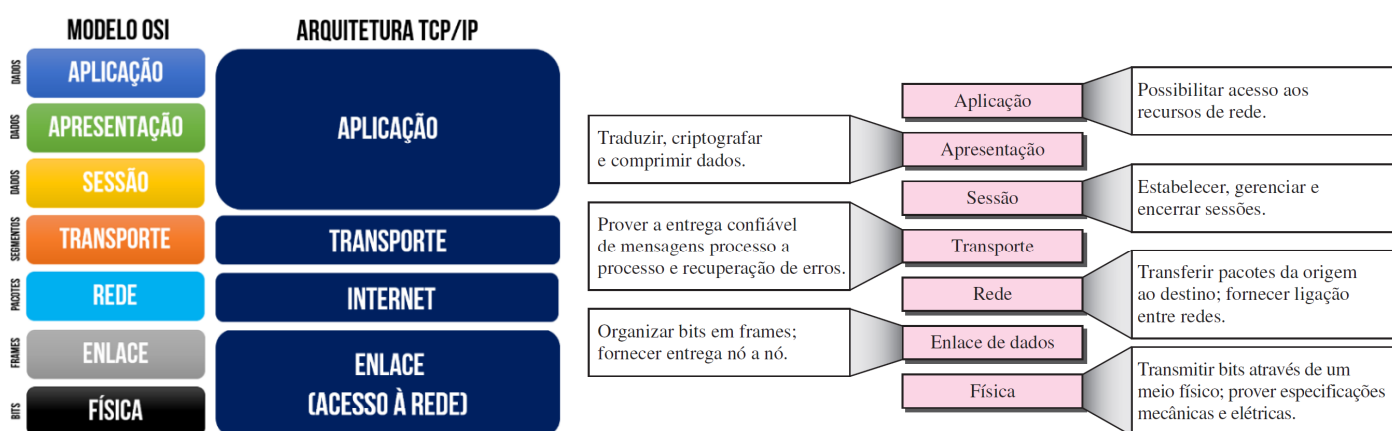 MODELO OSI
ARQUITETURA TCP/IP
DADOS
APLICAÇÃO
DADOS
APRESENTAÇÃO
DADOS
SESSÃO
SEGMENTOS
TRANSPORTE
PACOTES
REDE
FRAMES
ENLACE
BITS
FÍSICA
APLICAÇÃO
TRANSPORTE
INTERNET
ENLACE
(ACESSO À REDE)
Aplicação
Possibilitar acesso aos
recursos de rede.
Traduzir, criptografar
e comprimir dados.
Apresentação
Sessão
Estabelecer, gerenciar e
encerrar sessões.
Prover a entrega confiável
de mensagens processo a
processo e recuperação de erros.
Transporte
Rede
Transferir pacotes da origem
ao destino; fornecer ligação
entre redes.
Organizar bits em frames;
fornecer entrega nó a nó.
Enlace de dados
Física
Transmitir bits através de um
meio físico; prover especificações
mecânicas e elétricas.